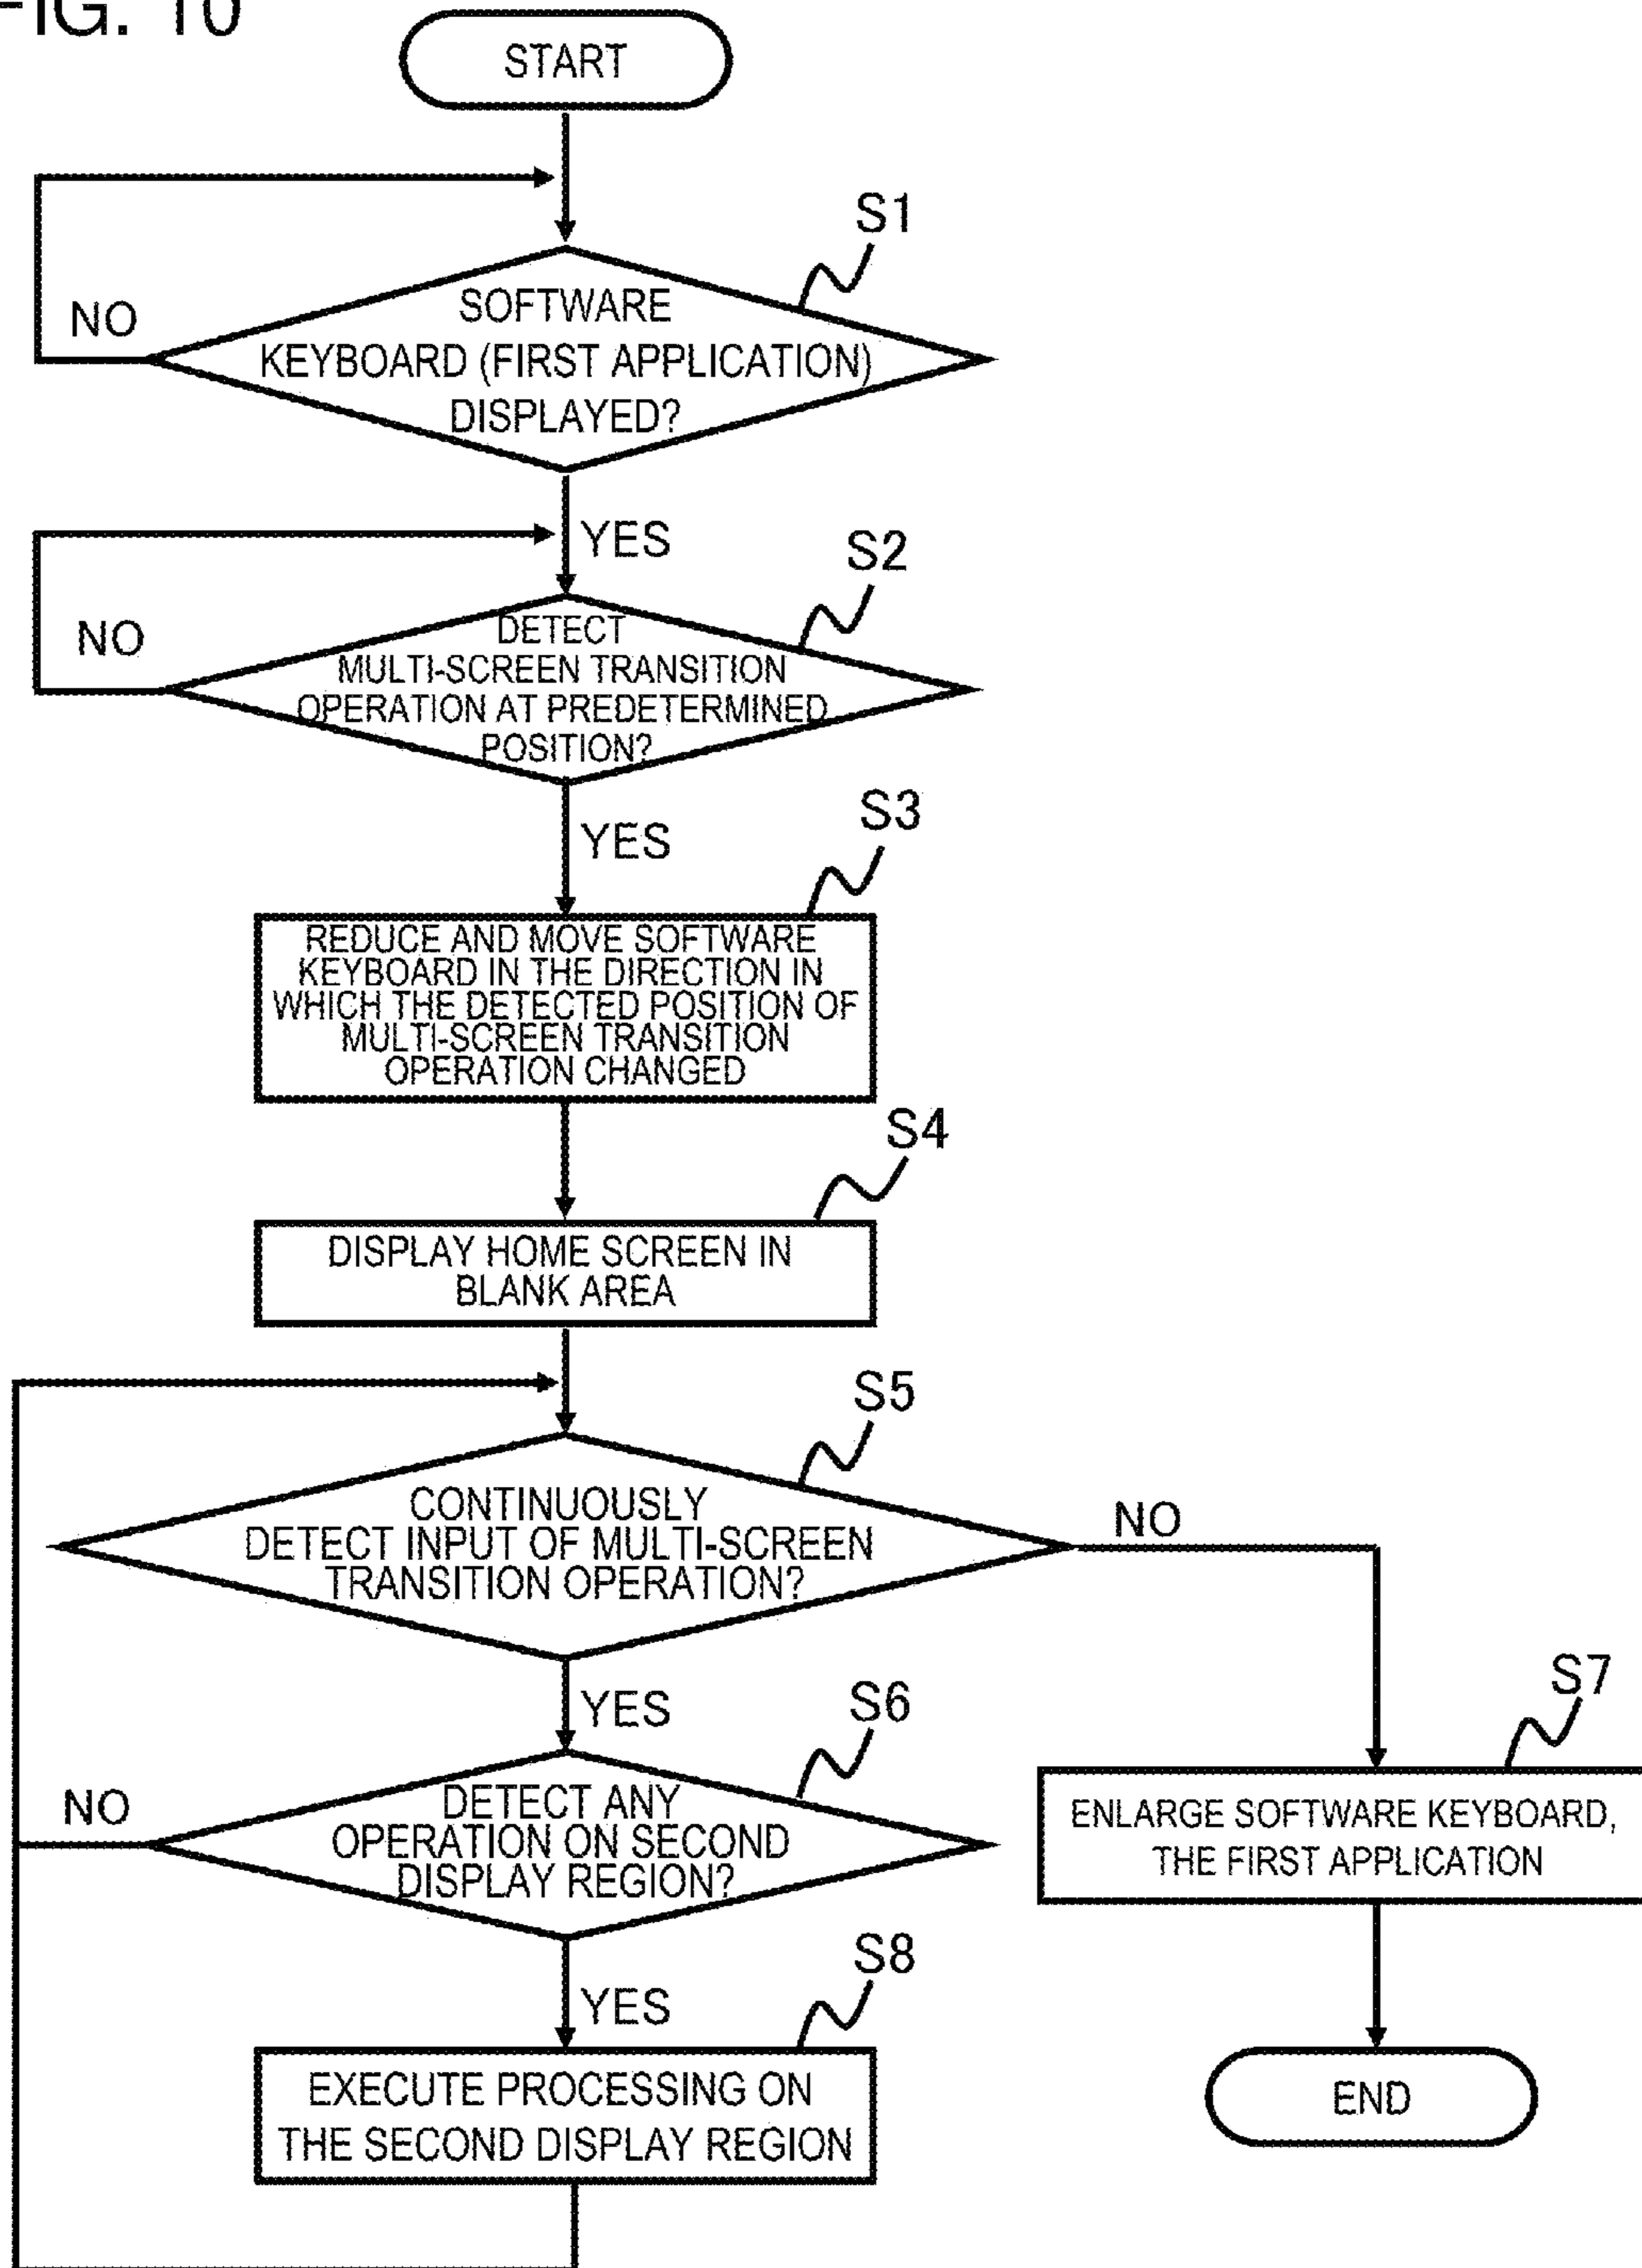 FIG. 10
START
S1
SOFTWARE
KEYBOARD (FIRST APPLICATION)
DISPLAYED?
NO
YES
S2
DETECT
MULTI-SCREEN TRANSITION
OPERATION AT PREDETERMINED
POSITION?
NO
YES
S3
REDUCE AND MOVE SOFTWARE
KEYBOARD IN THE DIRECTION IN
WHICH THE DETECTED POSITION OF
MULTI-SCREEN TRANSITION
OPERATION CHANGED
S4
DISPLAY HOME SCREEN IN
BLANK AREA
S5
CONTINUOUSLY
DETECT INPUT OF MULTI-SCREEN
TRANSITION OPERATION?
NO
YES
S6
DETECT ANY
OPERATION ON SECOND
DISPLAY REGION?
NO
S7
ENLARGE SOFTWARE KEYBOARD,
THE FIRST APPLICATION
YES
S8
EXECUTE PROCESSING ON
THE SECOND DISPLAY REGION
END